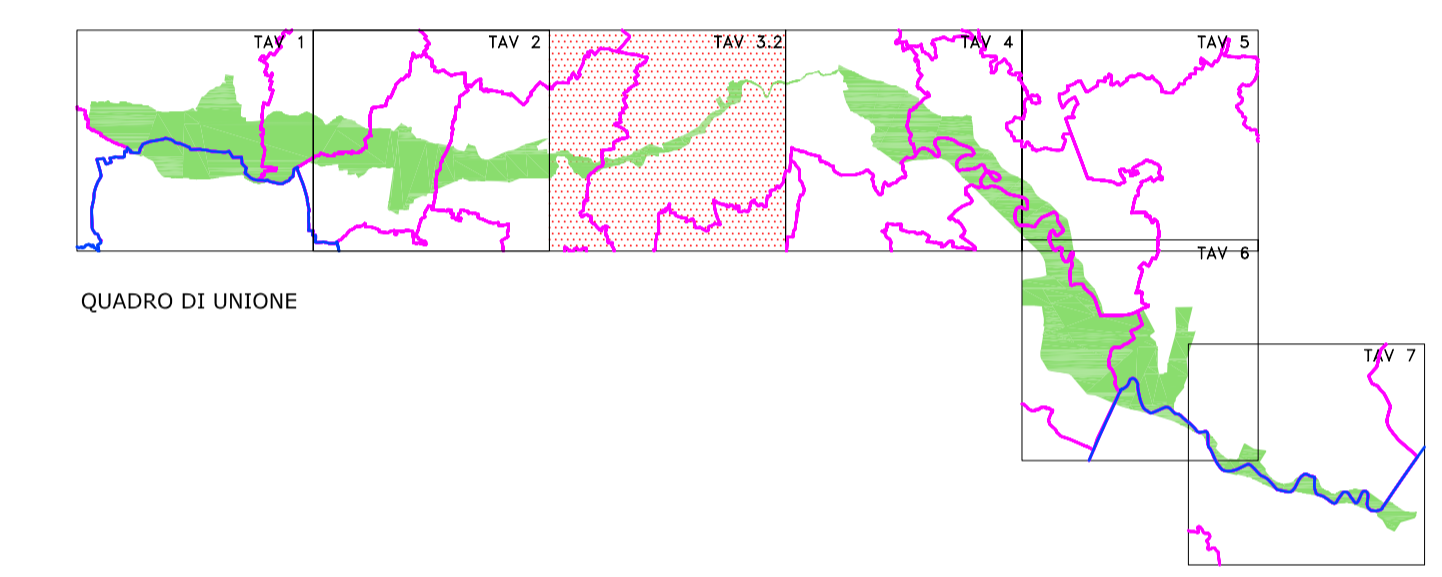 TAV 1
TAV 2
TAV 3.2
TAV 4
TAV 5
TAV 6
QUADRO DI UNIONE
TAV 7